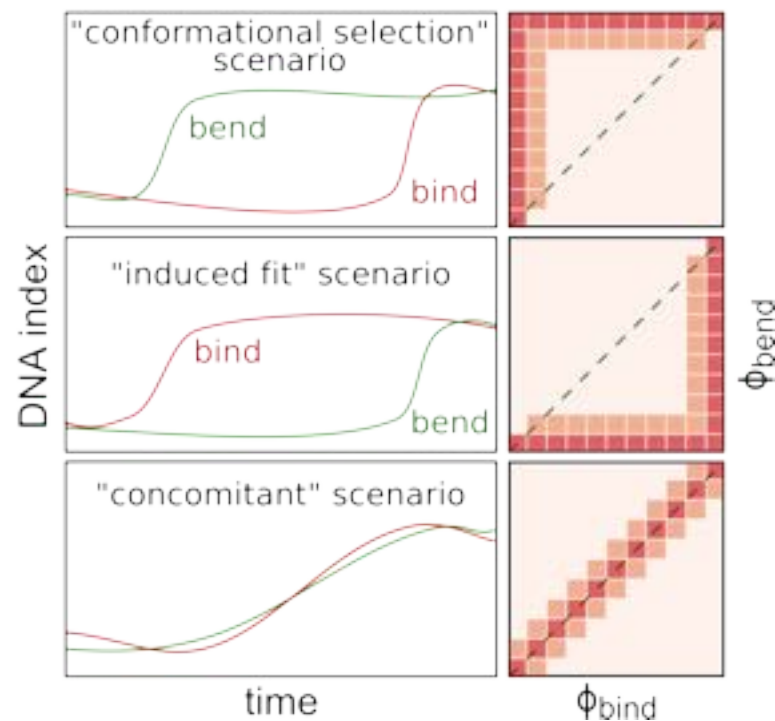 "conformational selection"
scenario
bend
bind
"induced fit" scenario
bind
bend
"concomitant" scenario
DNA index
ϕbend
time
ϕbind